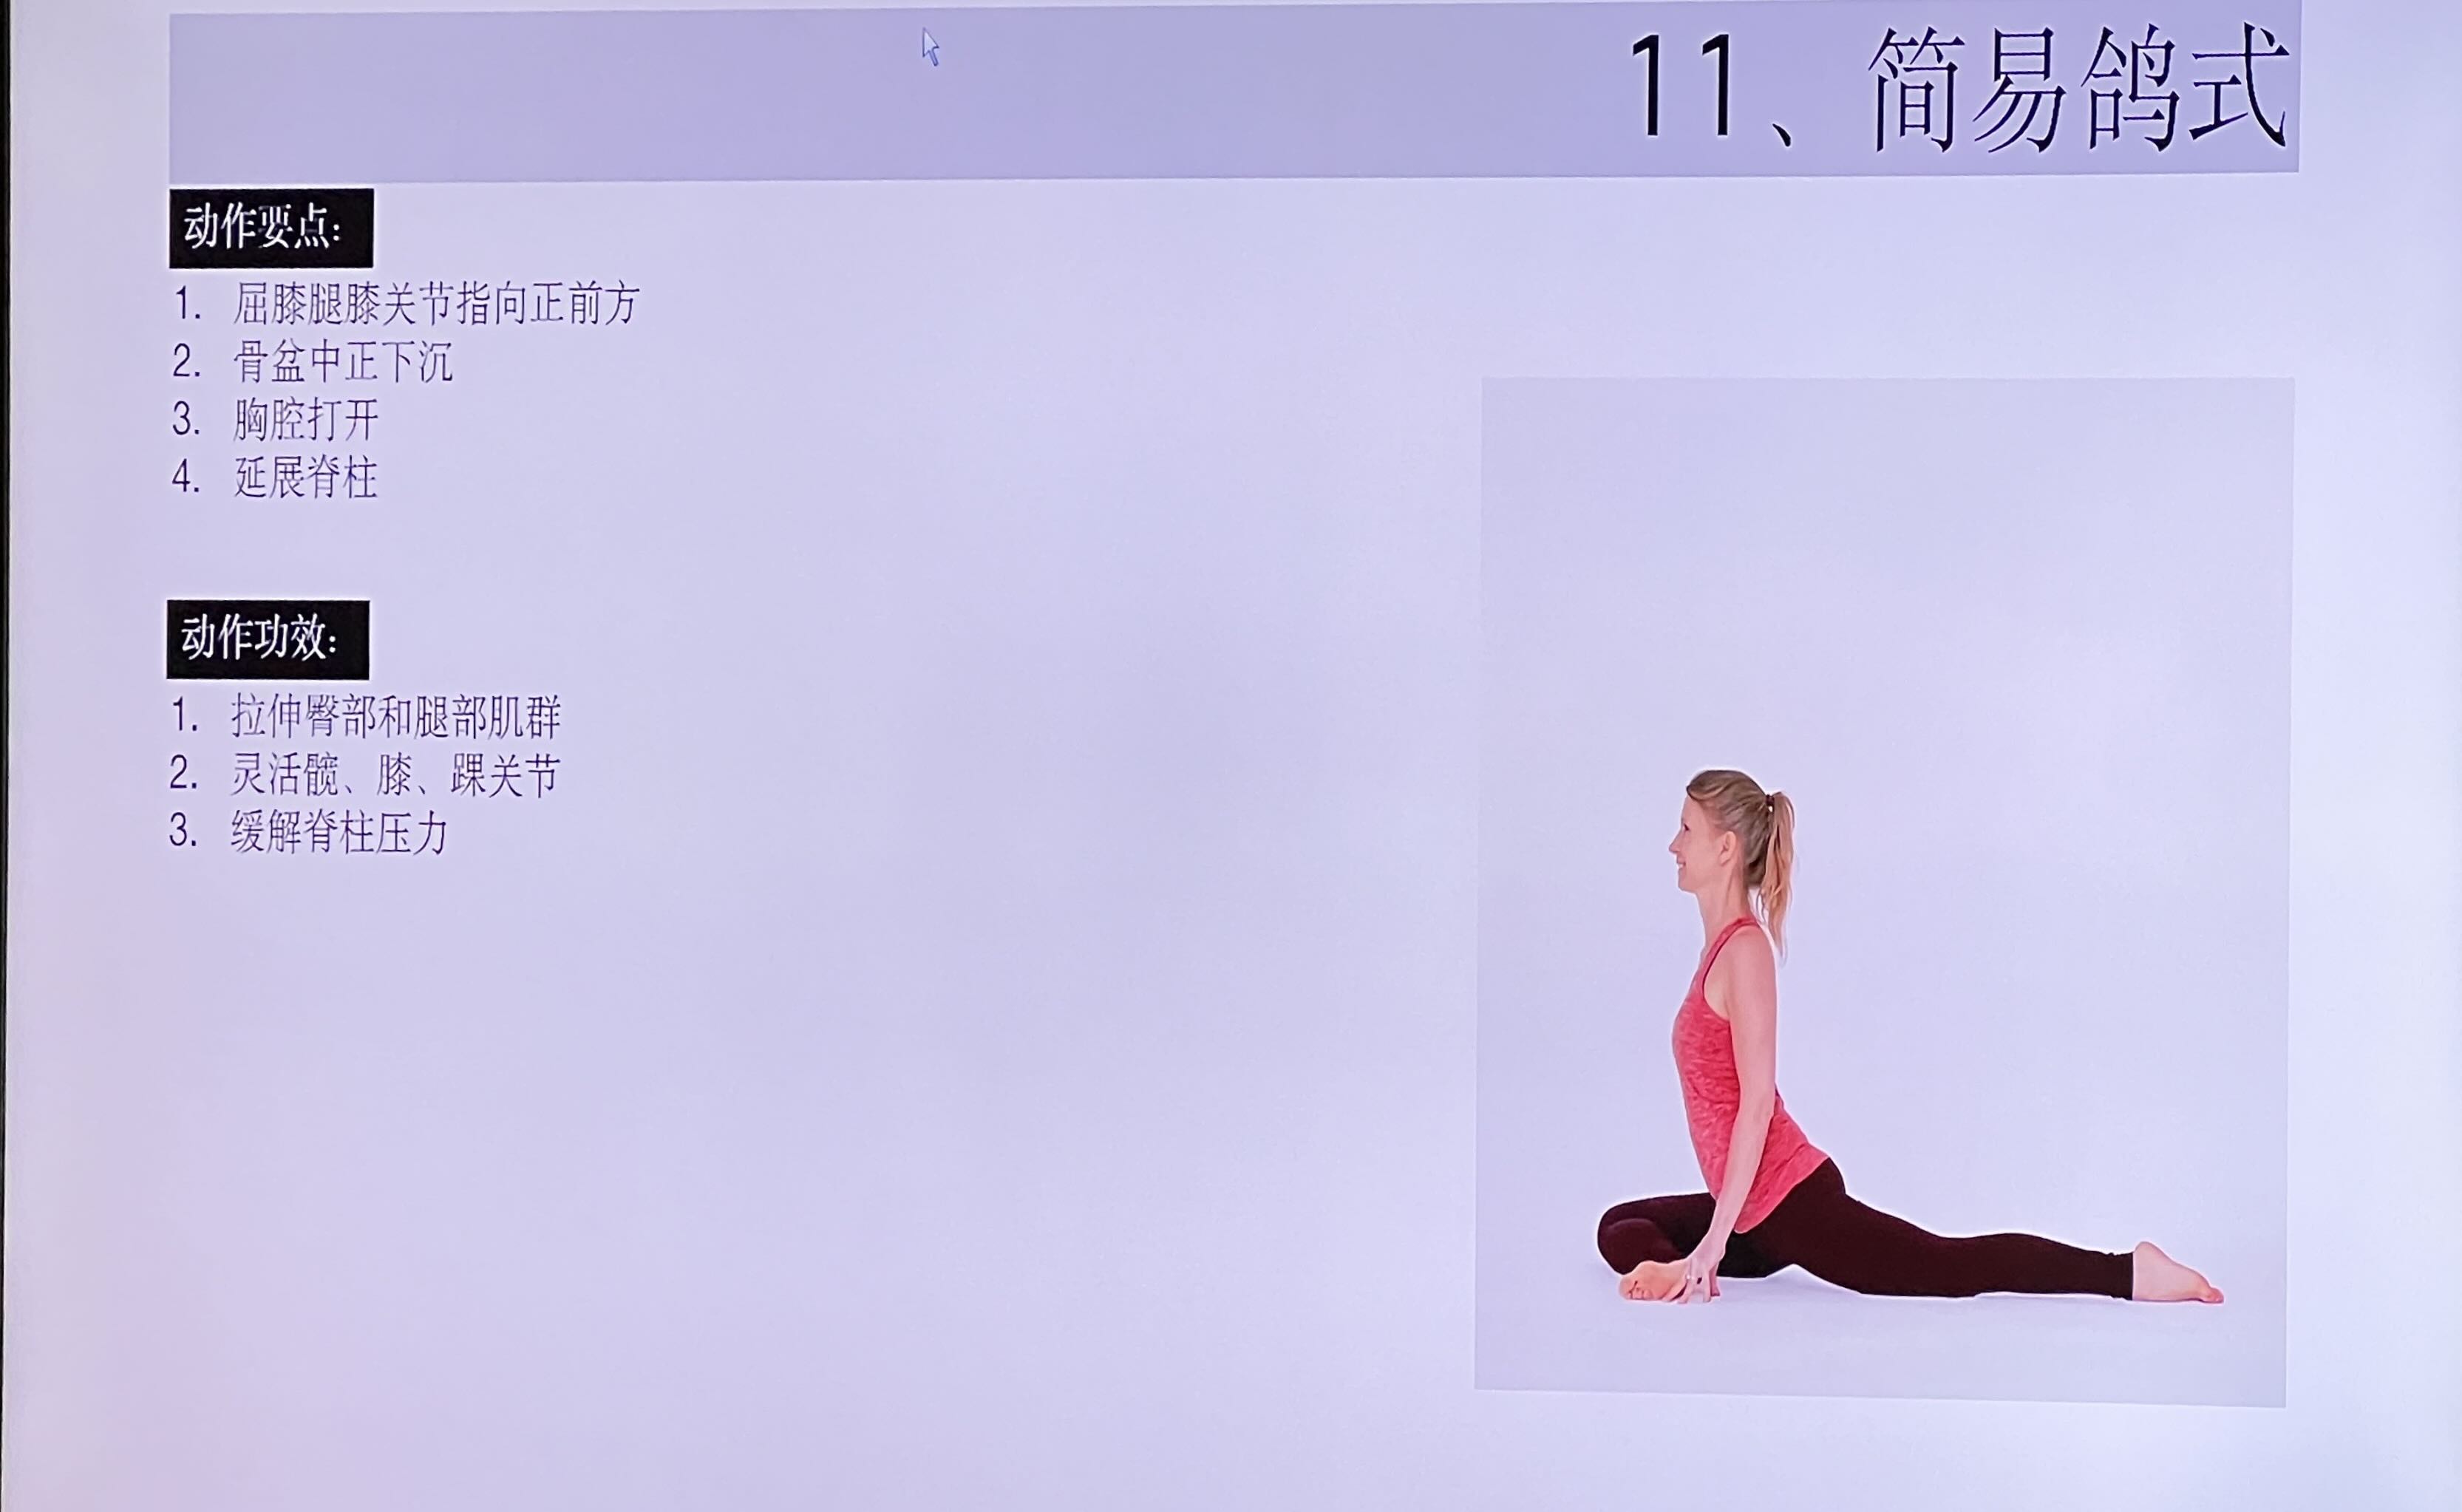 11、简易鸽式
动作要点:
1. 屈膝腿膝关节指向正前方
2. 骨盆中正下沉
3. 胸腔打开
4. 延展脊柱
动作功效:
1. 拉伸臀部和腿部肌群
2. 灵活髋、膝、踝关节
3. 缓解脊柱压力